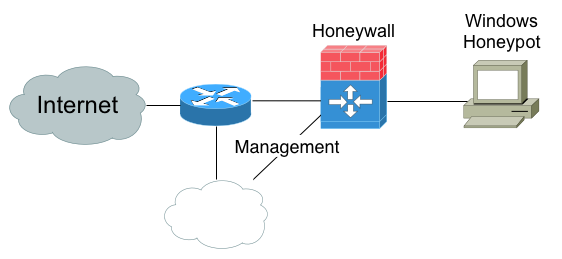 Windows
Honeypot
Honeywall
Internet
Management